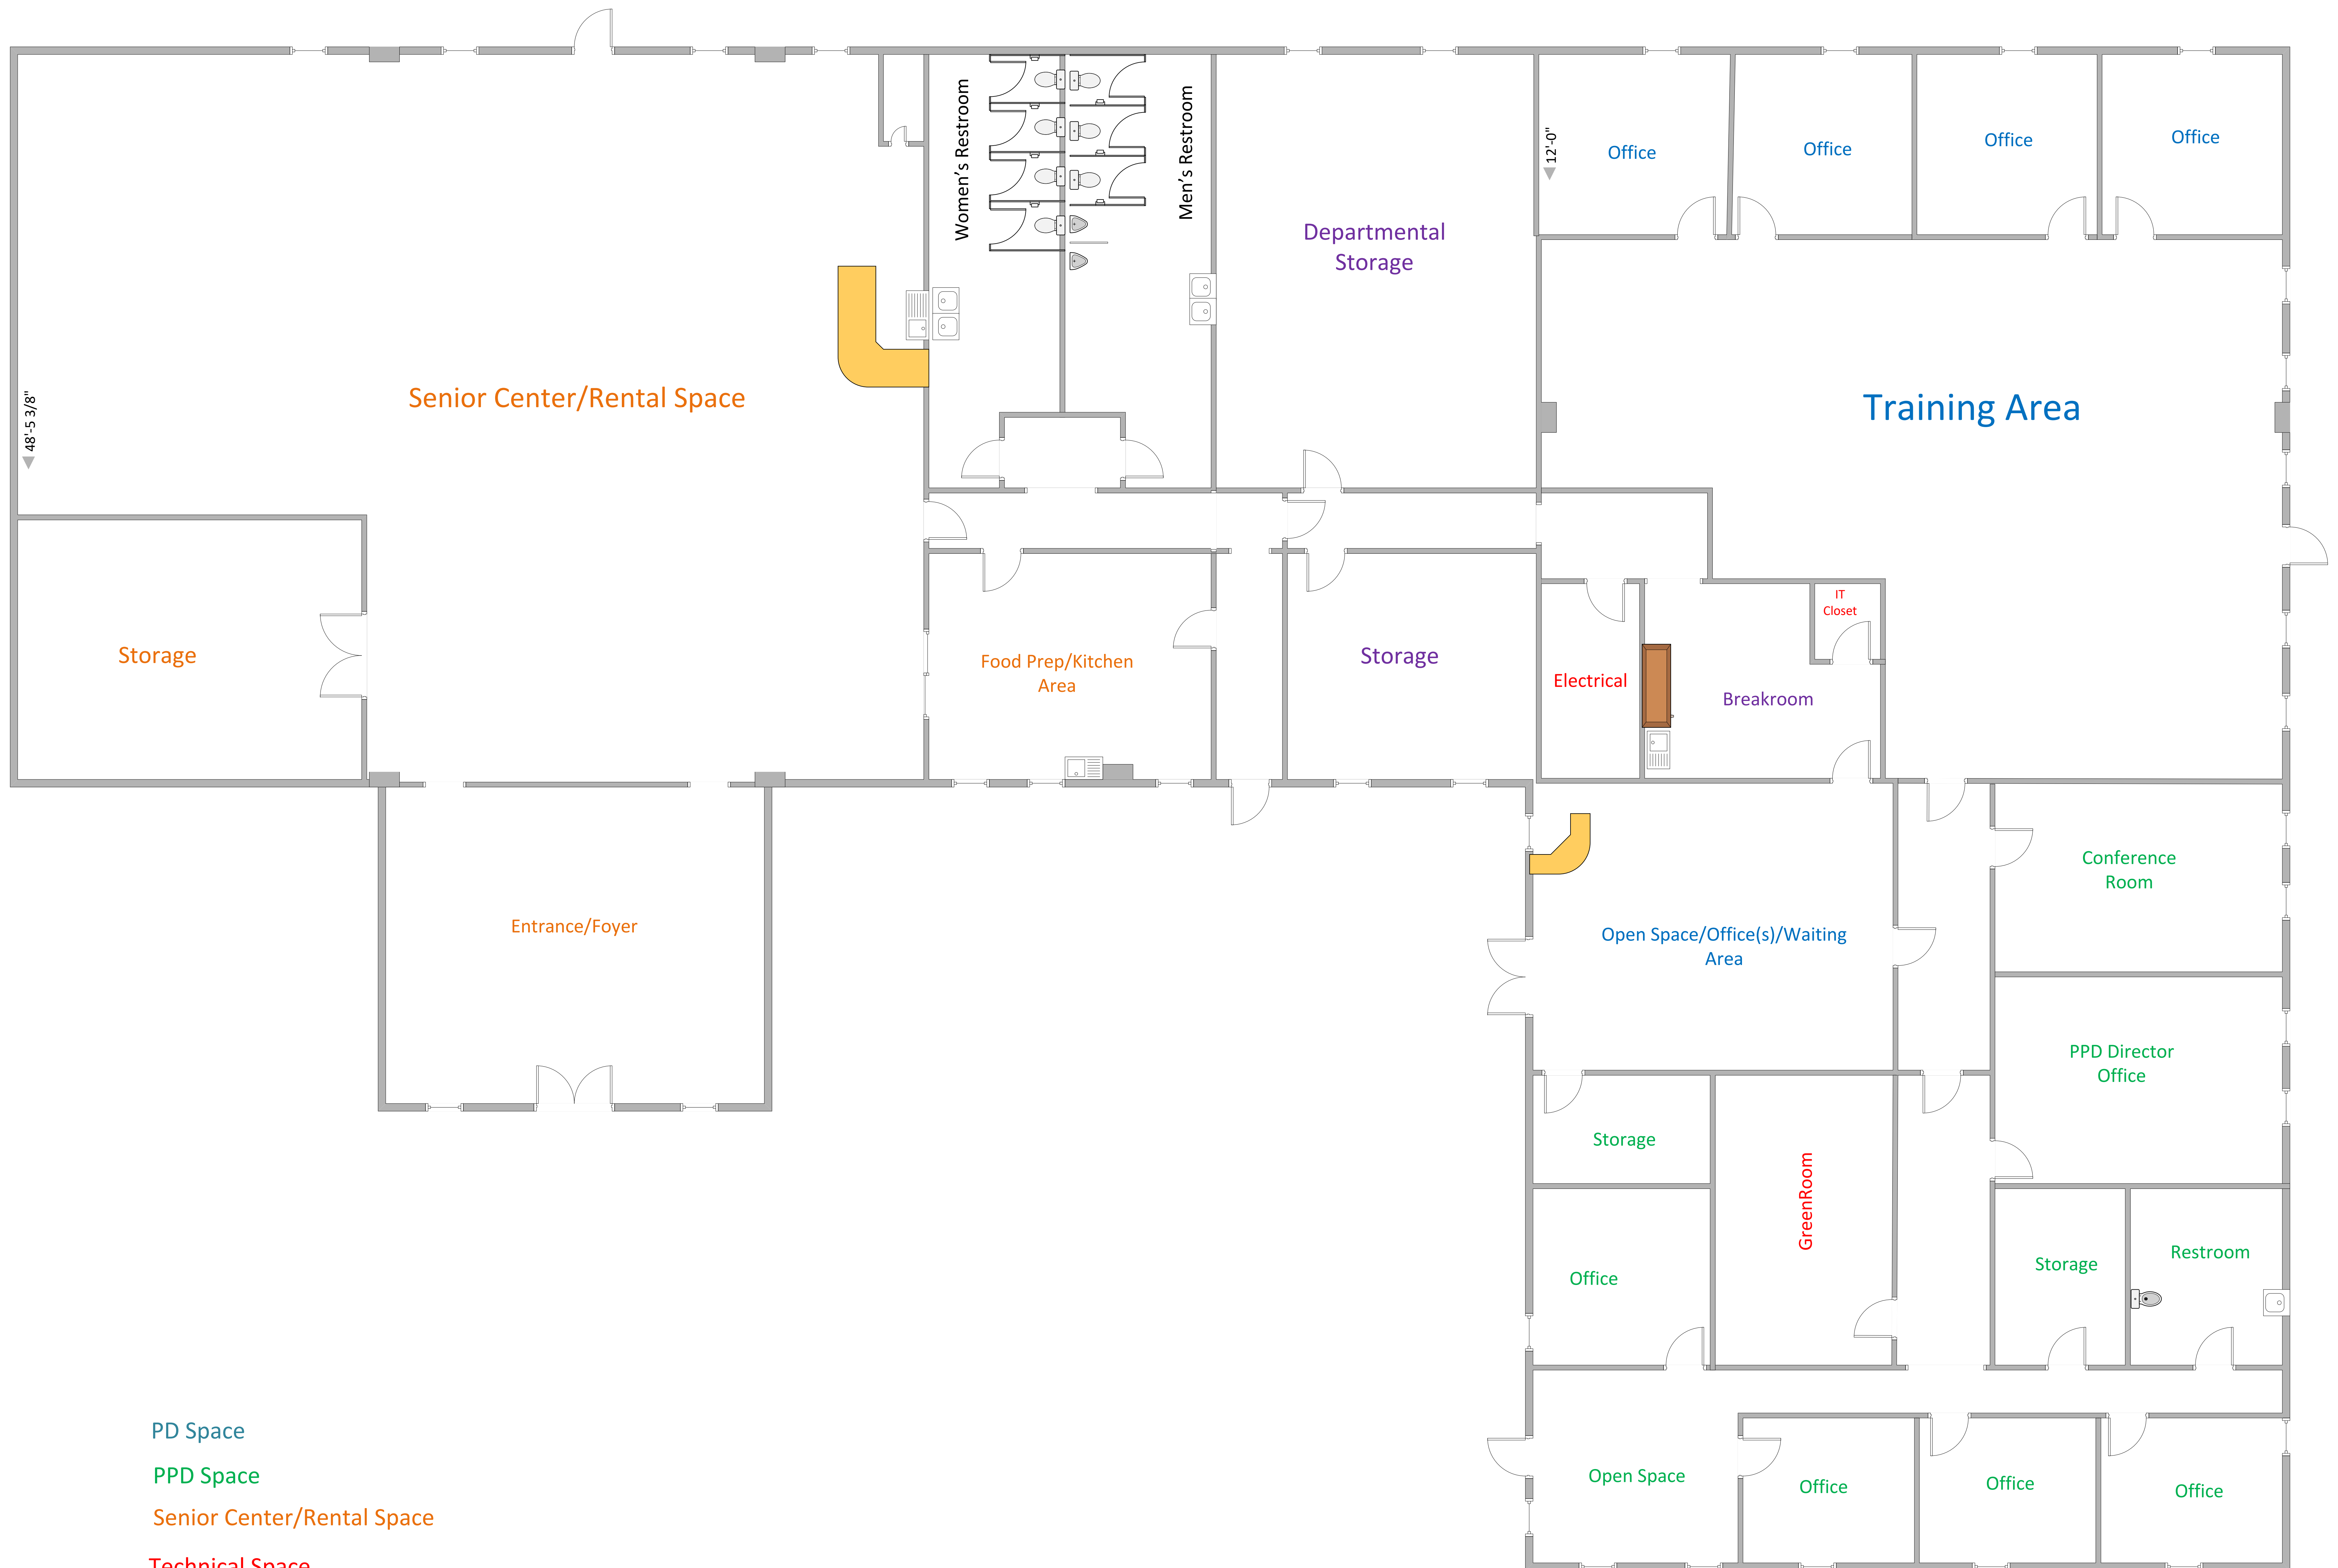 Women's Restroom
Men's Restroom
12'-0"
Office
Office
Office
Office
Departmental
Storage
48'-5 3/8"
Senior Center/Rental Space
Training Area
Storage
Food Prep/Kitchen
Area
Storage
Electrical
IT
Closet
Breakroom
Entrance/Foyer
Open Space/Office(s)/Waiting
Area
Conference
Room
PPD Director
Office
Storage
GreenRoom
Office
Storage
Restroom
Open Space
Office
Office
Office
PD Space
PPD Space
Senior Center/Rental Space
Technical Space